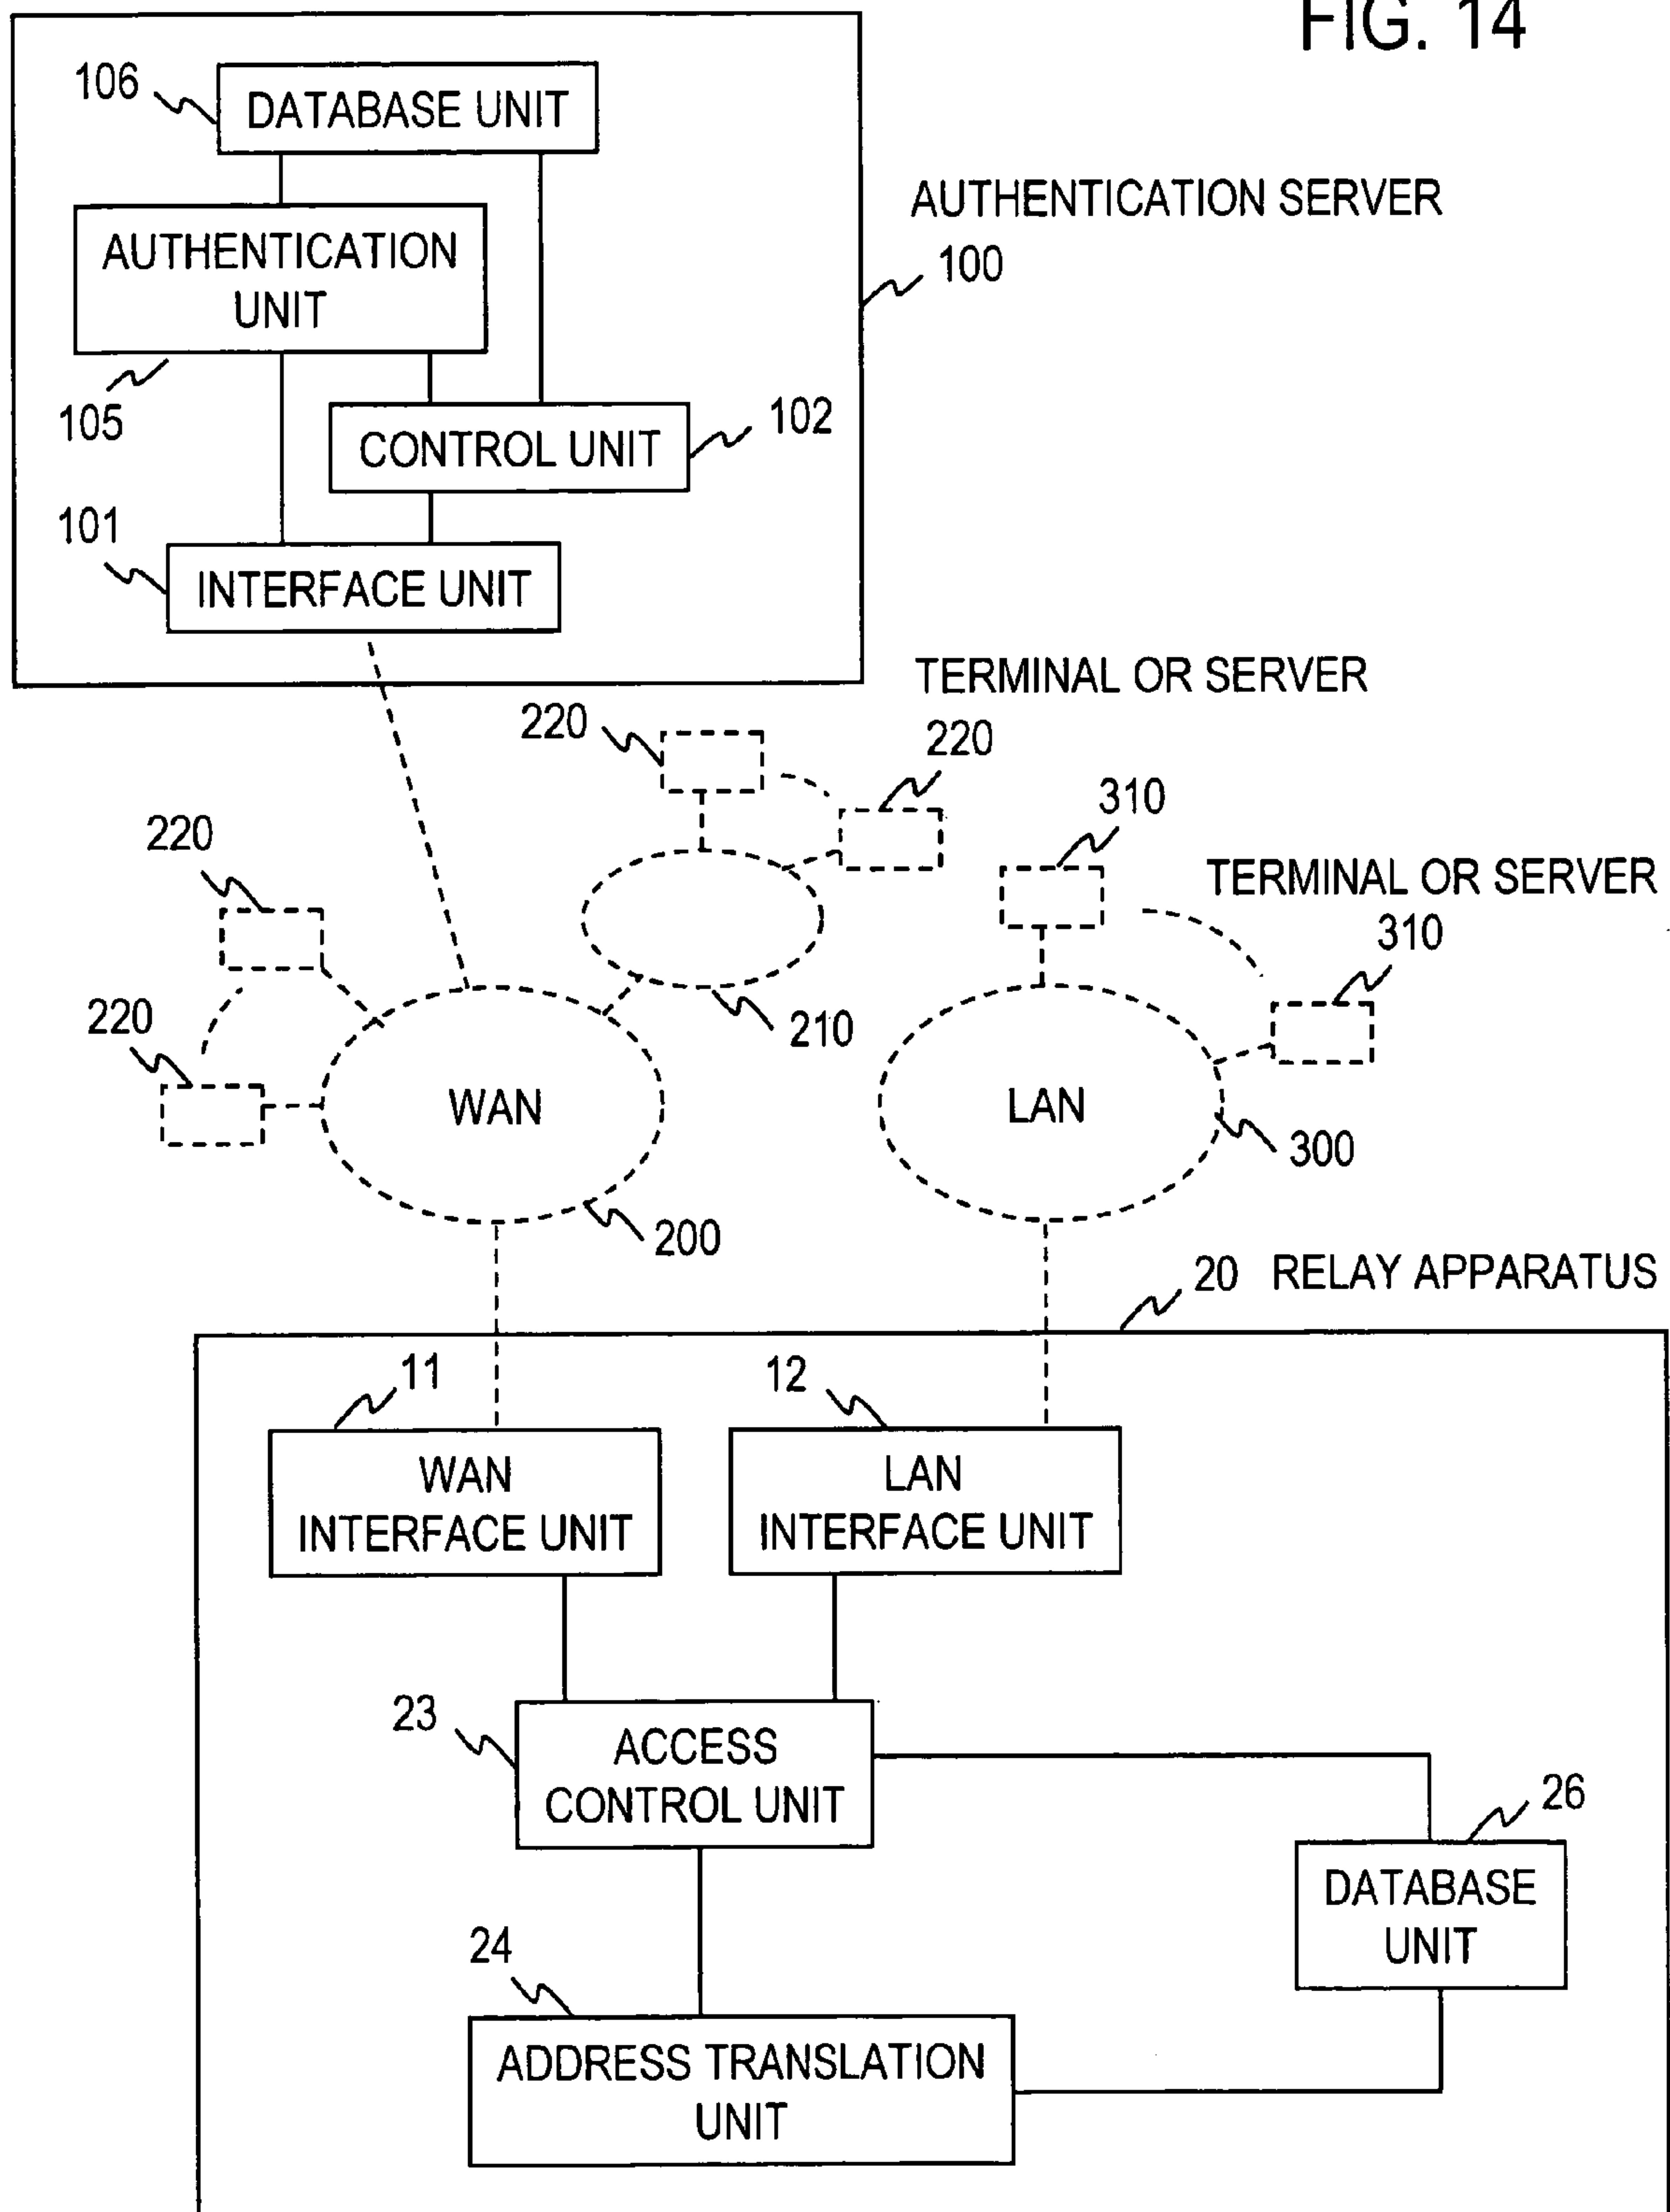 FIG. 14
106
DATABASE UNIT
AUTHENTICATION SERVER
100
AUTHENTICATION
UNIT
105
102
CONTROL UNIT
101
INTERFACE UNIT
TERMINAL OR SERVER
220
220
310
220
TERMINAL OR SERVER
310
220
210
WAN
LAN
300
200
20 RELAY APPARATUS
11
12
WAN
INTERFACE UNIT
LAN
INTERFACE UNIT
23
ACCESS
CONTROL UNIT
26
DATABASE
UNIT
24
ADDRESS TRANSLATION
UNIT